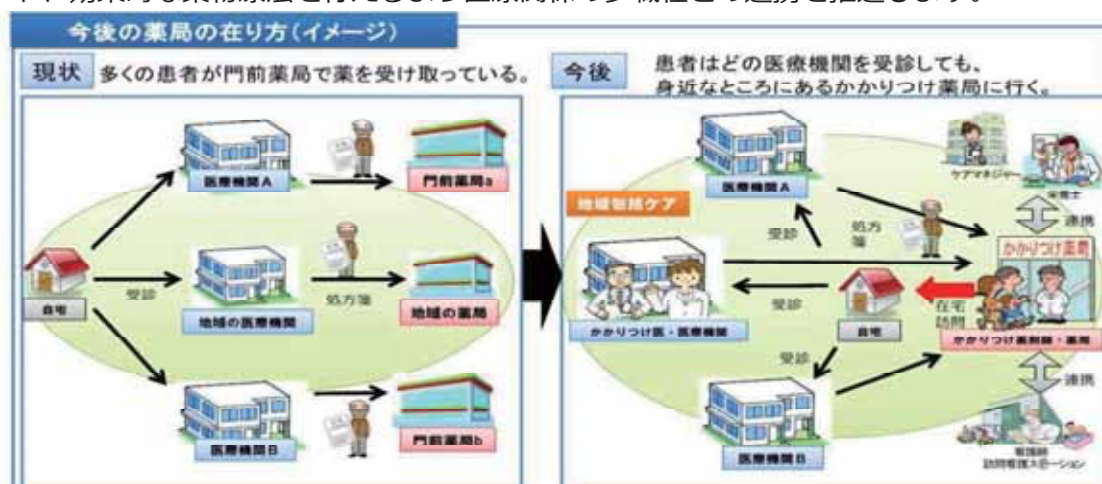 今後の薬局の在り方(イメージ)
現状
多くの患者が門前薬局で薬を受け取っている。
医療機関A
門前薬局a
自宅
受診
地域の医療機関
処方箋
地域の薬局
医療機関B
門前薬局b
今後
患者はどの医療機関を受診しても、
身近なところにあるかかりつけ薬局に行く。
医療機関A
ケアマネジャー
栄養士
地域包括ケア
受診
処方
箋
連携
かかりつけ薬局
かかりつけ医・医療機関
受診
自宅
在宅
訪問
かかりつけ薬剤師・薬局
受診
連携
医療機関B
看護師
訪問看護ステーション